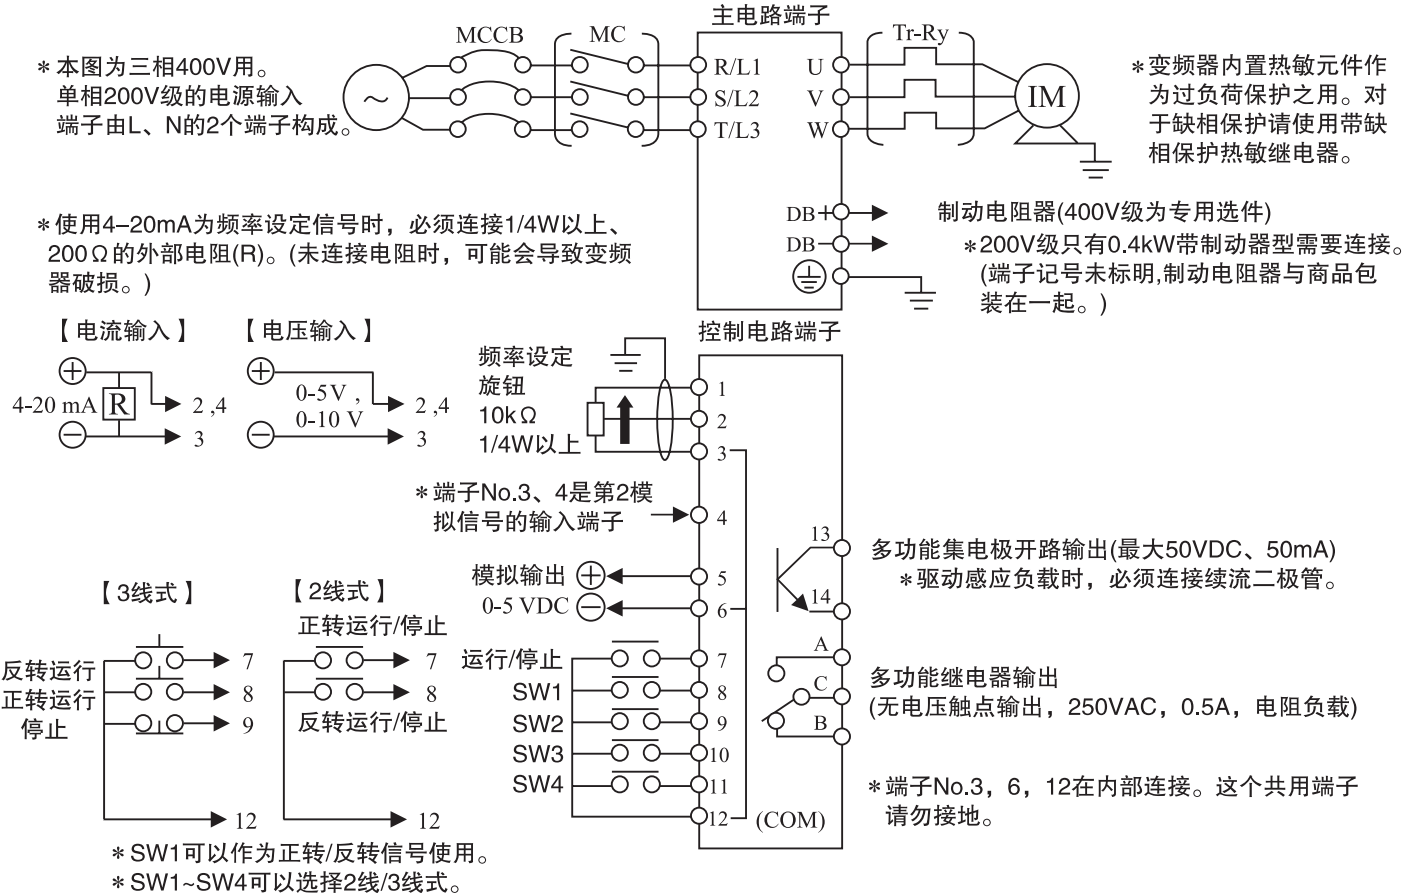 主电路端子
MCCB
MC
Tr-Ry
*本图为三相400V用。
单相200V级的电源输入
端子由L、N的2个端子构成。
~
R/L1
S/L2
T/L3
U
V
W
IM
*变频器内置热敏元件作
为过负荷保护之用。对
于缺相保护请使用带缺
相保护热敏继电器。
DB+
DB−
制动电阻器(400V级为专用选件)
*200V级只有0.4kW带制动器型需要连接。
(端子记号未标明,制动电阻器与商品包
装在一起。)
*使用4–20mA为频率设定信号时，必须连接1/4W以上、
200Ω的外部电阻(R)。(未连接电阻时，可能会导致变频
器破损。)
【电流输入】
4-20 mA
R
2 ,4
3
【电压输入】
0-5V ,
0-10 V
2 ,4
3
控制电路端子
频率设定
旋钮
10kΩ
1/4W以上
1
2
3
*端子No.3、4是第2模
拟信号的输入端子
4
模拟输出
0-5 VDC
5
6
13
14
多功能集电极开路输出(最大50VDC、50mA)
*驱动感应负载时，必须连接续流二极管。
【3线式】
反转运行
正转运行
停止
7
8
9
12
【2线式】
正转运行/停止
7
8
反转运行/停止
12
运行/停止
SW1
SW2
SW3
SW4
7
8
9
10
11
12
(COM)
A
C
B
多功能继电器输出
(无电压触点输出，250VAC，0.5A，电阻负载)
*端子No.3，6，12在内部连接。这个共用端子
请勿接地。
*SW1可以作为正转/反转信号使用。
*SW1~SW4可以选择2线/3线式。